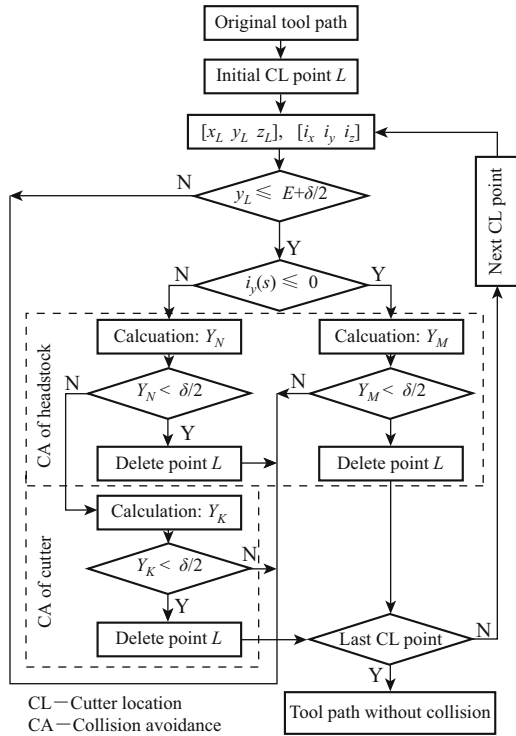 Original tool path
Initial CL point L
[x_L y_L z_L], [i_x i_y i_z]
N
y_L ≤ E+δ/2
Next CL point
Y
N
i_y(s) ≤ 0
Y
CA of headstock
Calcuation: Y_N
Calcuation: Y_M
N
Y_N < δ/2
N
Y_M < δ/2
Y
Y
Delete point L
Delete point L
CA of cutter
Calculation: Y_K
Y_K < δ/2
N
Y
Delete point L
Last CL point
N
Y
CL—Cutter location
CA—Collision avoidance
Tool path without collision